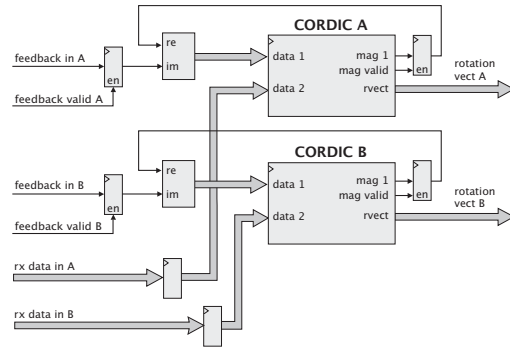 CORDIC A
re
im
data 1
data 2
mag 1
mag valid
rvect
en
rotation
vect A
feedback in A
en
feedback valid A
CORDIC B
re
im
data 1
data 2
mag 1
mag valid
rvect
en
rotation
vect B
feedback in B
en
feedback valid B
rx data in A
rx data in B